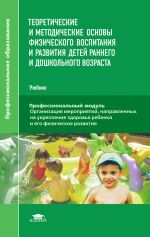 Профессиональное образование
ТЕОРЕТИЧЕСКИЕ
И МЕТОДИЧЕСКИЕ ОСНОВЫ
ФИЗИЧЕСКОГО ВОСПИТАНИЯ
И РАЗВИТИЯ ДЕТЕЙ РАННЕГО
И ДОШКОЛЬНОГО ВОЗРАСТА
Учебник
Профессиональный модуль
Организация мероприятий, направленных
на укрепление здоровья ребенка
и его физическое развитие
ACADEMA